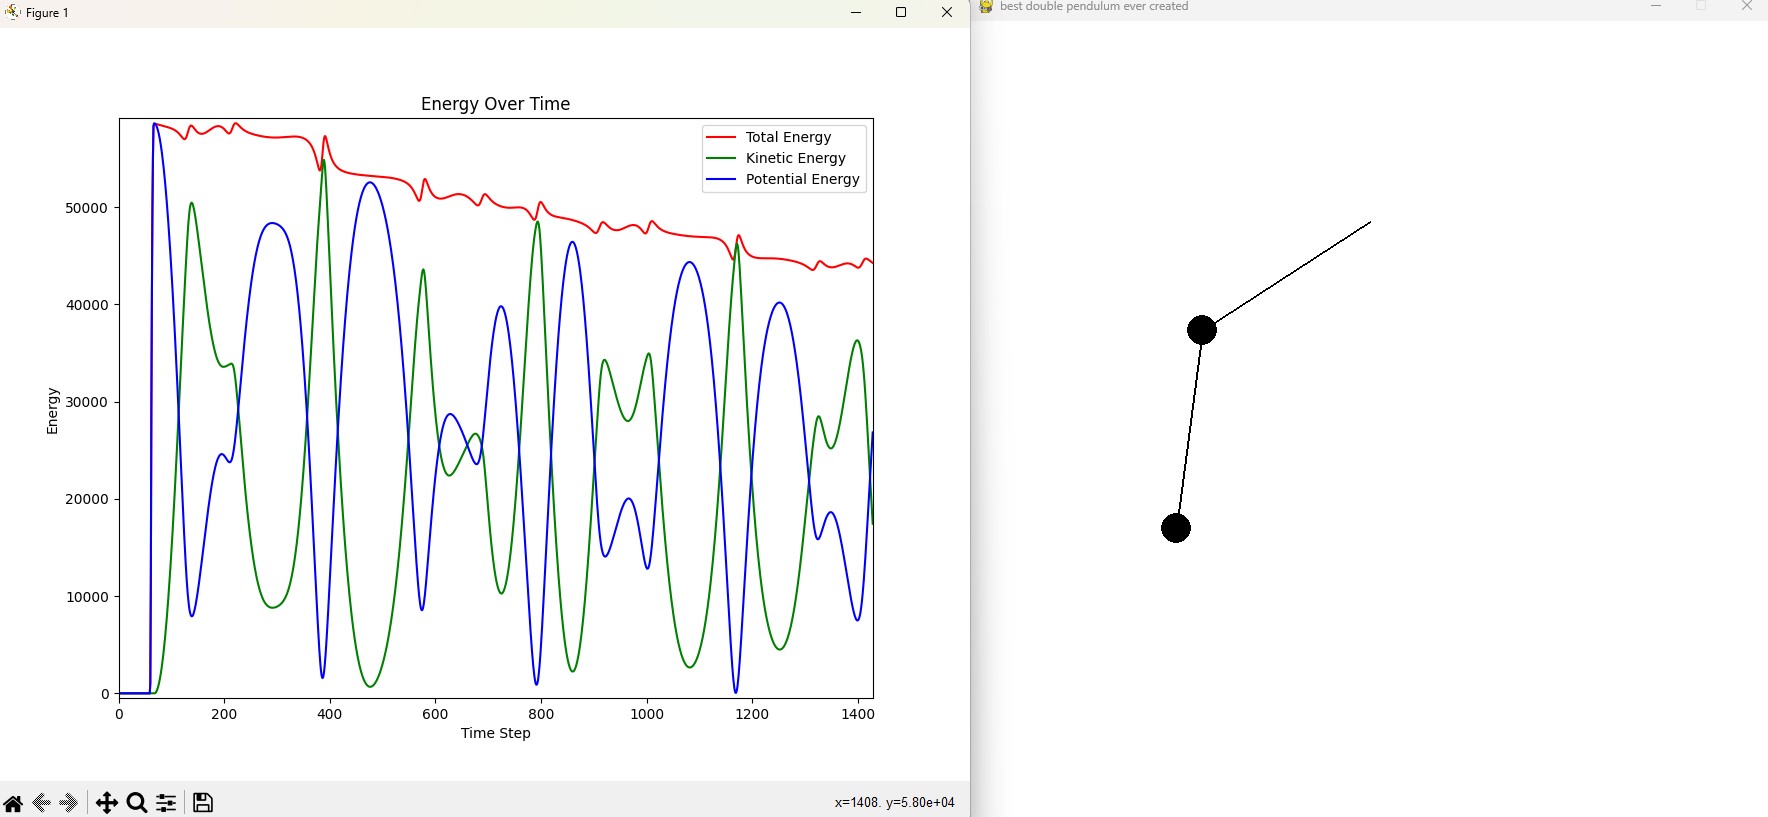 Figure 1
best double pendulum ever created
Energy Over Time
Total Energy
Kinetic Energy
Potential Energy
Energy
50000
40000
30000
20000
10000
0
0 200 400 600 800 1000 1200 1400
Time Step
x=1408. y=5.80e+04